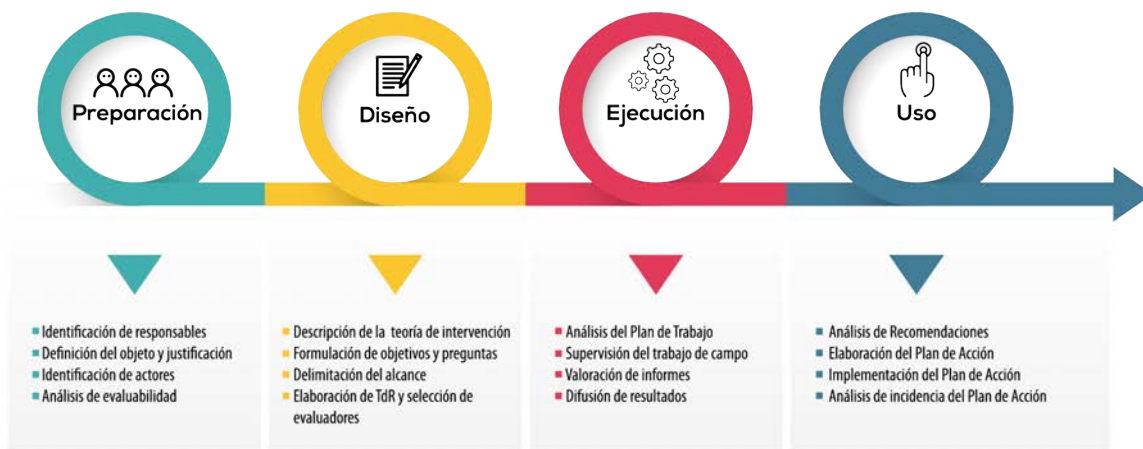 Preparación
Diseño
Ejecución
Uso
Identificación de responsables
Definición del objeto y justificación
Identificación de actores
Análisis de evaluabilidad
Descripción de la teoría de intervención
Formulación de objetivos y preguntas
Delimitación del alcance
Elaboración de TdR y selección de
evaluadores
Análisis del Plan de Trabajo
Supervisión del trabajo de campo
Valoración de informes
Difusión de resultados
Análisis de Recomendaciones
Elaboración del Plan de Acción
Implementación del Plan de Acción
Análisis de incidencia del Plan de Acción